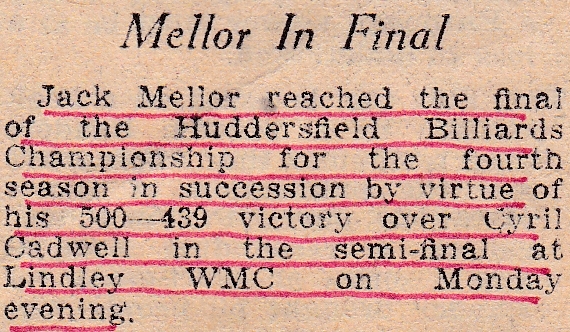 Mellor In Final
Jack Mellor reached the final
of the Huddersfield Billiards
Championship for the fourth
season in succession by virtue of
his 500—439 victory over Cyril
Cadwell in the semi-final at
Lindley WMC on Monday
evening.